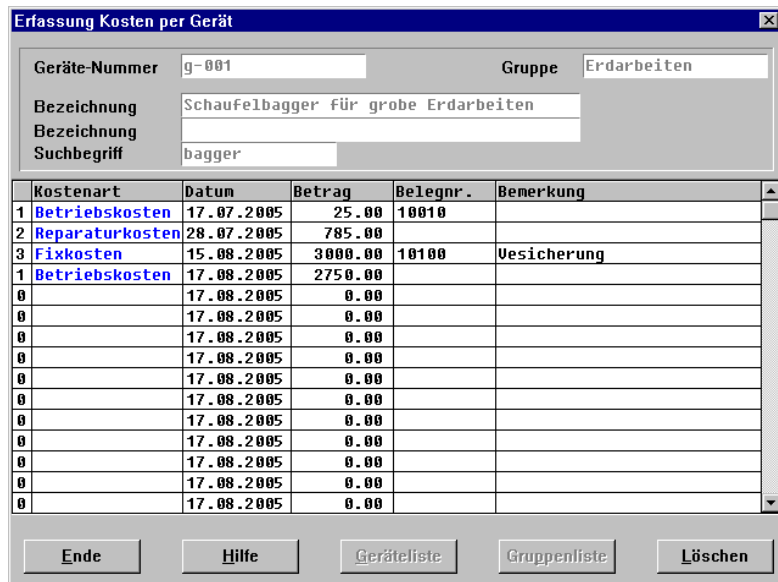 Erfassung Kosten per Gerät
Geräte-Nummer g-001 Gruppe Erdarbeiten
Bezeichnung Schaufelbagger für grobe Erdarbeiten
Bezeichnung
Suchbegriff bagger
Kostenart Datum Betrag Belegnr. Bemerkung
1 Betriebskosten 17.07.2005 25.00 10010
2 Reparaturkosten 28.07.2005 785.00
3 Fixkosten 15.08.2005 3000.00 10100 Vesicherung
1 Betriebskosten 17.08.2005 2750.00
0 17.08.2005 0.00
0 17.08.2005 0.00
0 17.08.2005 0.00
0 17.08.2005 0.00
0 17.08.2005 0.00
0 17.08.2005 0.00
0 17.08.2005 0.00
0 17.08.2005 0.00
0 17.08.2005 0.00
0 17.08.2005 0.00
0 17.08.2005 0.00
Ende Hilfe Geräteliste Gruppenliste Löschen